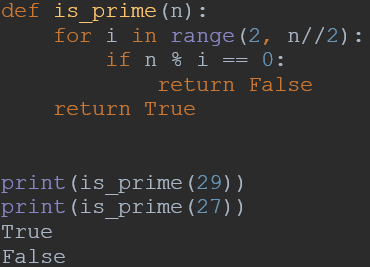 def is_prime(n):
    for i in range(2, n//2):
        if n % i == 0:
            return False
    return True
print(is_prime(29))
print(is_prime(27))
True
False